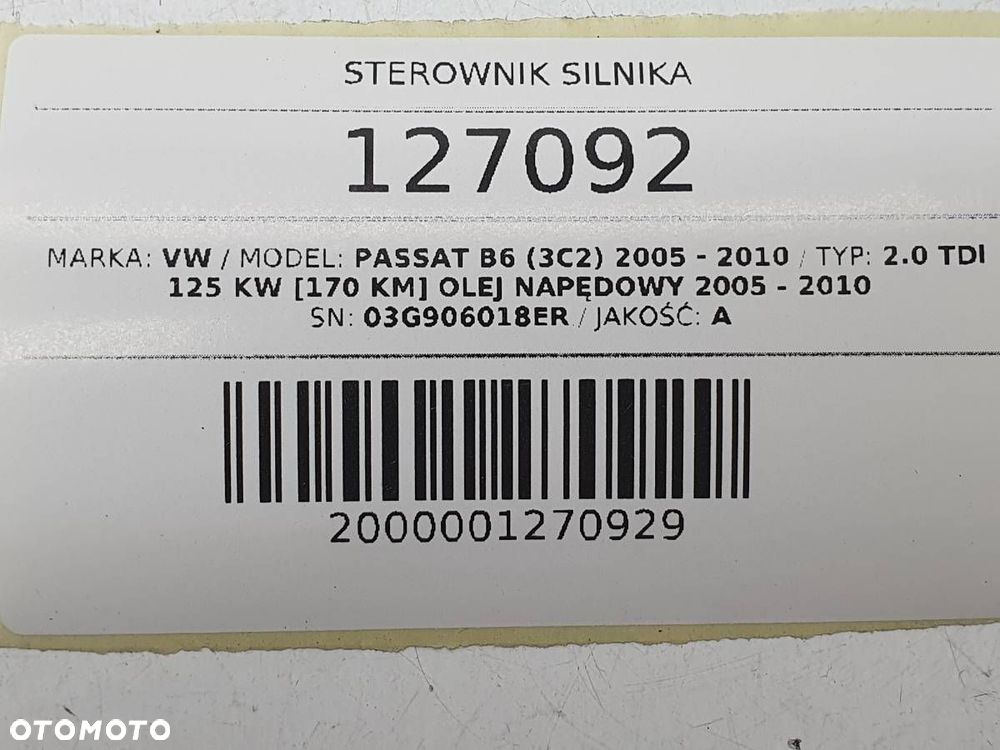 STEROWNIK SILNIKA
127092
MARKA: VW / MODEL: PASSAT B6 (3C2) 2005 - 2010 / TYP: 2.0 TDI
125 KW [170 KM] OLEJ NAPĘDOWY 2005 - 2010
SN: 03G906018ER / JAKOŚĆ: A
2000001270929
OTOMOTO